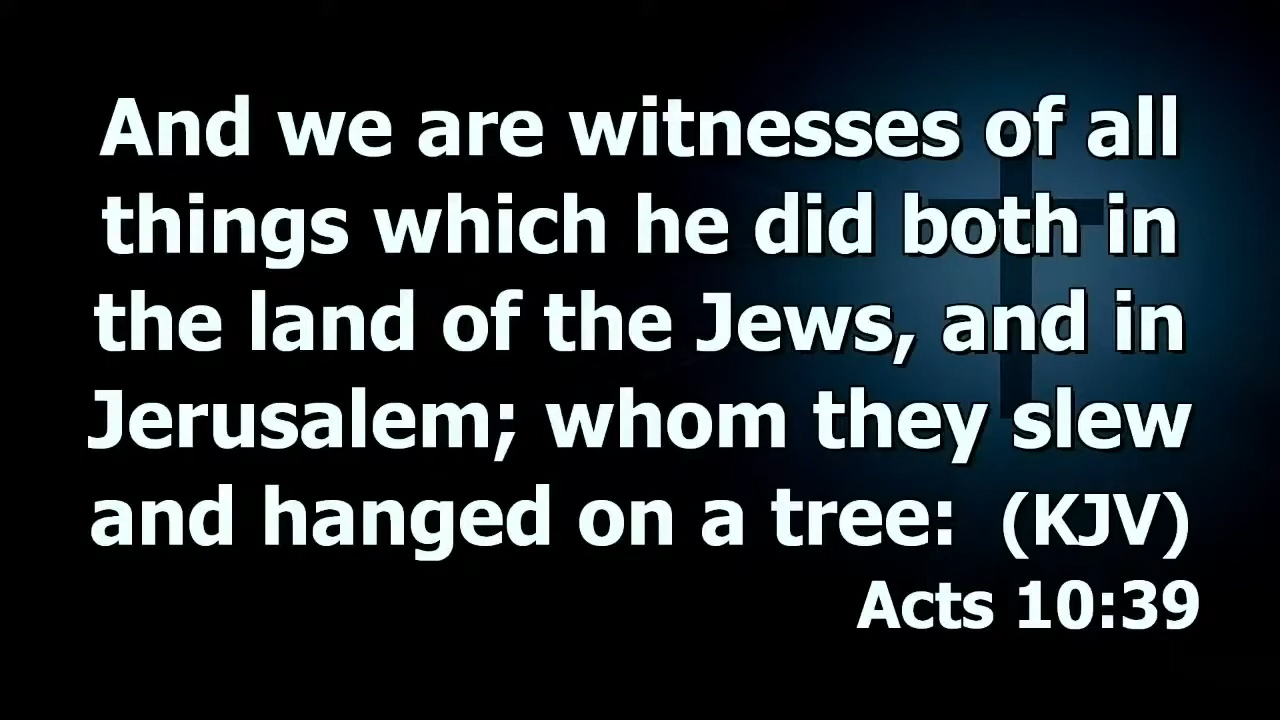 And we are witnesses of all
things which he did both in
the land of the Jews, and in
Jerusalem; whom they slew
and hanged on a tree: (KJV)
Acts 10:39